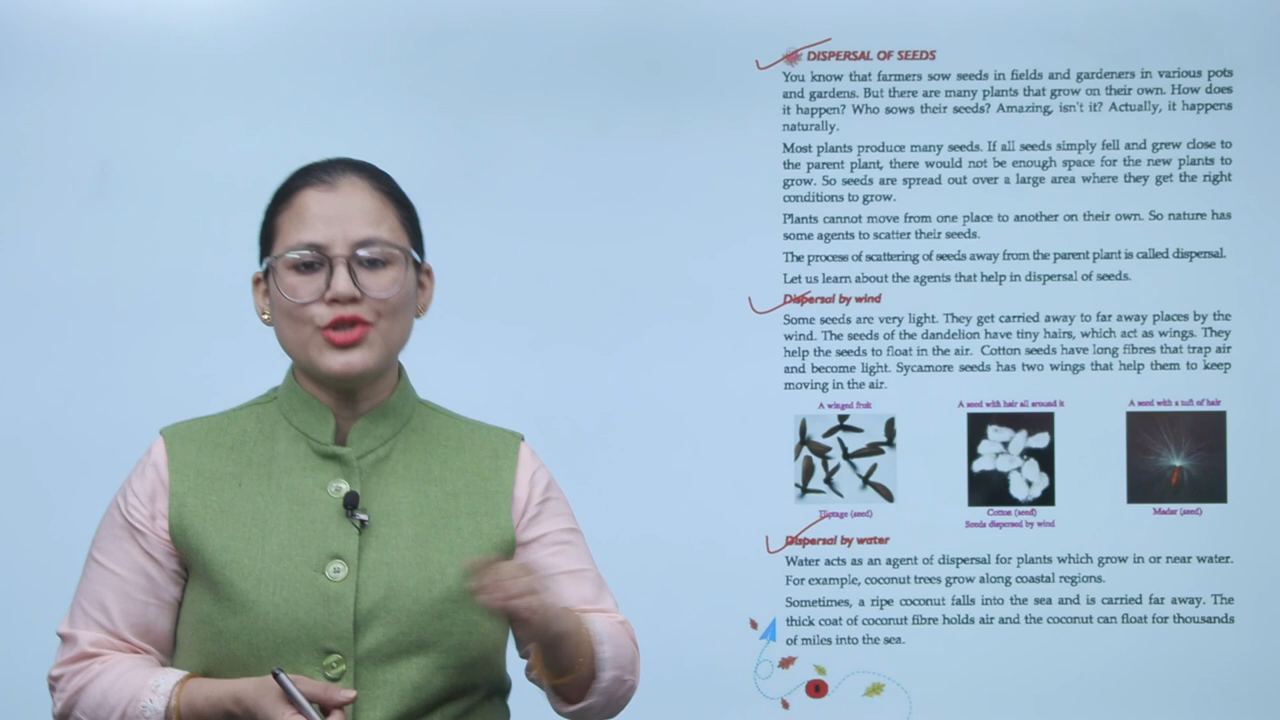 DISPERSAL OF SEEDS
You know that farmers sow seeds in fields and gardeners in various pots
and gardens. But there are many plants that grow on their own. How does
it happen? Who sows their seeds? Amazing, isn't it? Actually, it happens
naturally.
Most plants produce many seeds. If all seeds simply fell and grew close to
the parent plant, there would not be enough space for the new plants to
grow. So seeds are spread out over a large area where they get the right
conditions to grow.
Plants cannot move from one place to another on their own. So nature has
some agents to scatter their seeds.
The process of scattering of seeds away from the parent plant is called dispersal.
Let us learn about the agents that help in dispersal of seeds.
Dispersal by wind
Some seeds are very light. They get carried away to far away places by the
wind. The seeds of the dandelion have tiny hairs, which act as wings. They
help the seeds to float in the air. Cotton seeds have long fibres that trap air
and become light. Sycamore seeds has two wings that help them to keep
moving in the air.
A winged fruit
A seed with hair all around it
A seed with a tuft of hair
Hiptage (seed)
Cotton (seed)
Madar (seed)
Seeds dispersed by wind
Dispersal by water
Water acts as an agent of dispersal for plants which grow in or near water.
For example, coconut trees grow along coastal regions.
Sometimes, a ripe coconut falls into the sea and is carried far away. The
thick coat of coconut fibre holds air and the coconut can float for thousands
of miles into the sea.